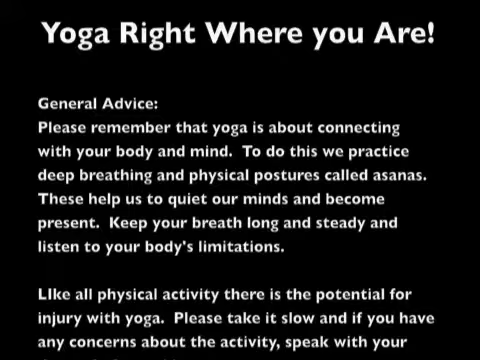 Yoga Right Where you Are!
General Advice:
Please remember that yoga is about connecting
with your body and mind.  To do this we practice
deep breathing and physical postures called asanas.
These help us to quiet our minds and become
present.  Keep your breath long and steady and
listen to your body's limitations.
LIke all physical activity there is the potential for
injury with yoga.  Please take it slow and if you have
any concerns about the activity, speak with your